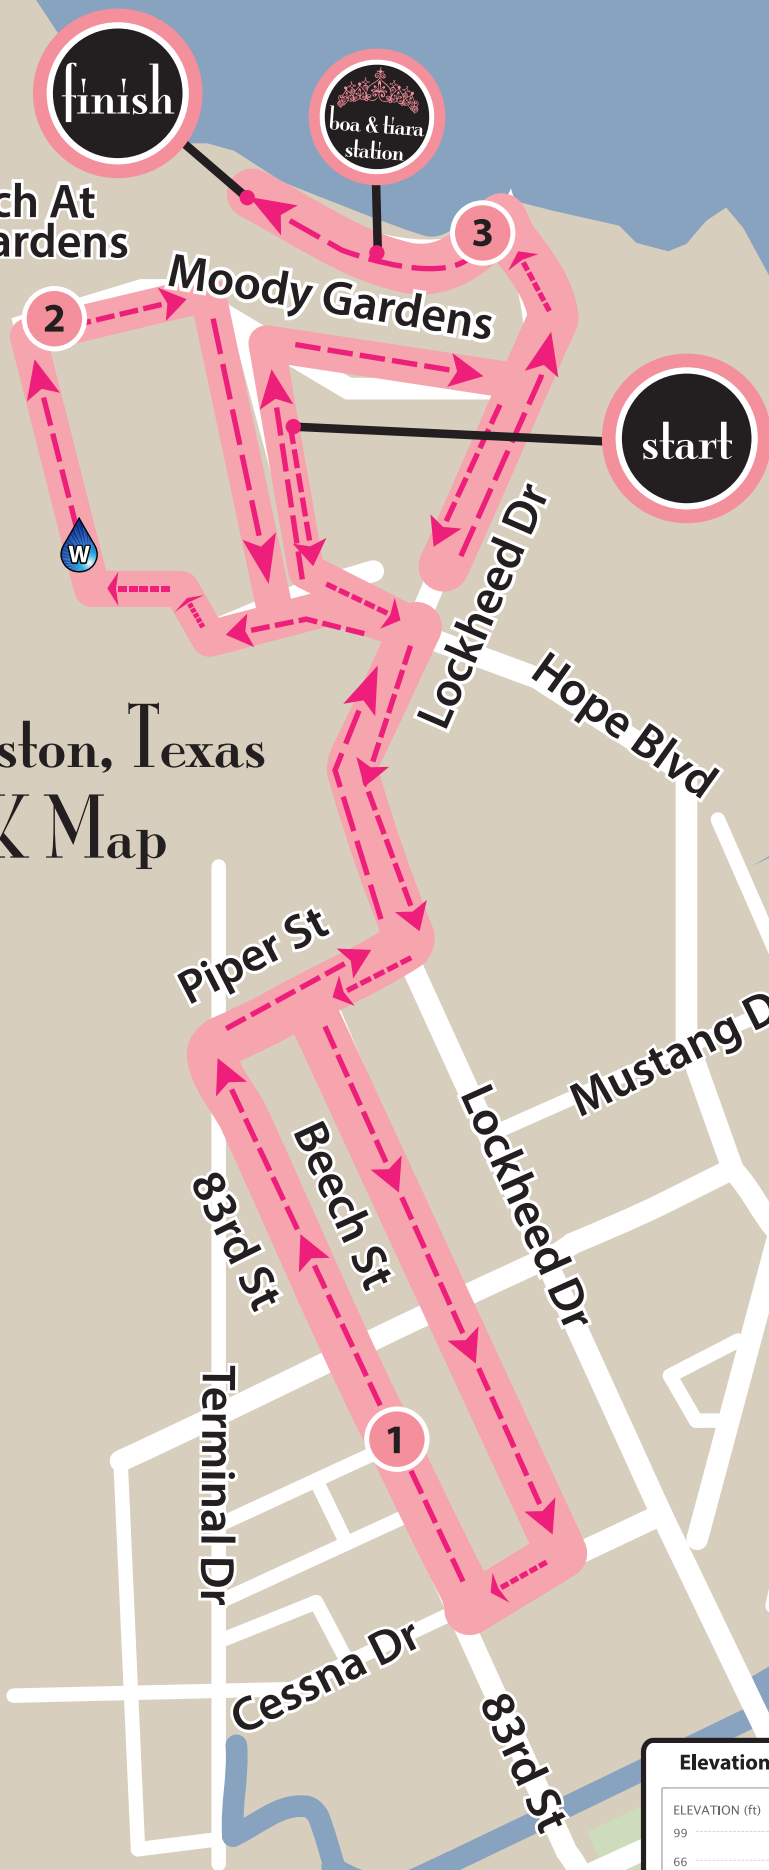 finish
boa & tiara
station
ch At
ardens
Moody Gardens
3
2
start
W
Lockheed Dr
Hope Blvd
ston, Texas
K Map
Piper St
Mustang D
Lockheed Dr
Beech St
83rd St
Terminal Dr
1
Cessna Dr
83rd St
Elevation
ELEVATION (ft)
99
66